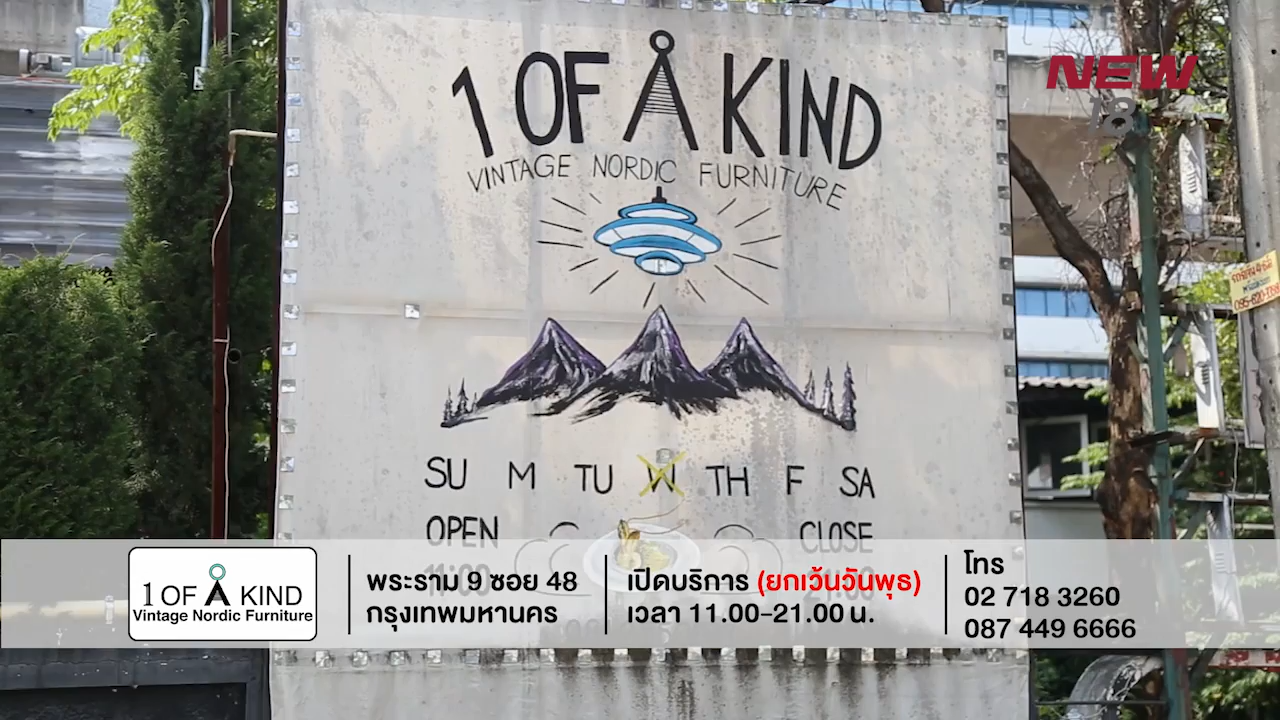 1 OF Å KIND
VINTAGE NORDIC FURNITURE
NEW
18
SU M TU W TH F SA
OPEN CLOSE
11:00
1 OF Å KIND
Vintage Nordic Furniture
พระราม 9 ซอย 48
กรุงเทพมหานคร
เปิดบริการ (ยกเว้นวันพุธ)
เวลา 11.00-21.00 น.
โทร
02 718 3260
087 449 6666